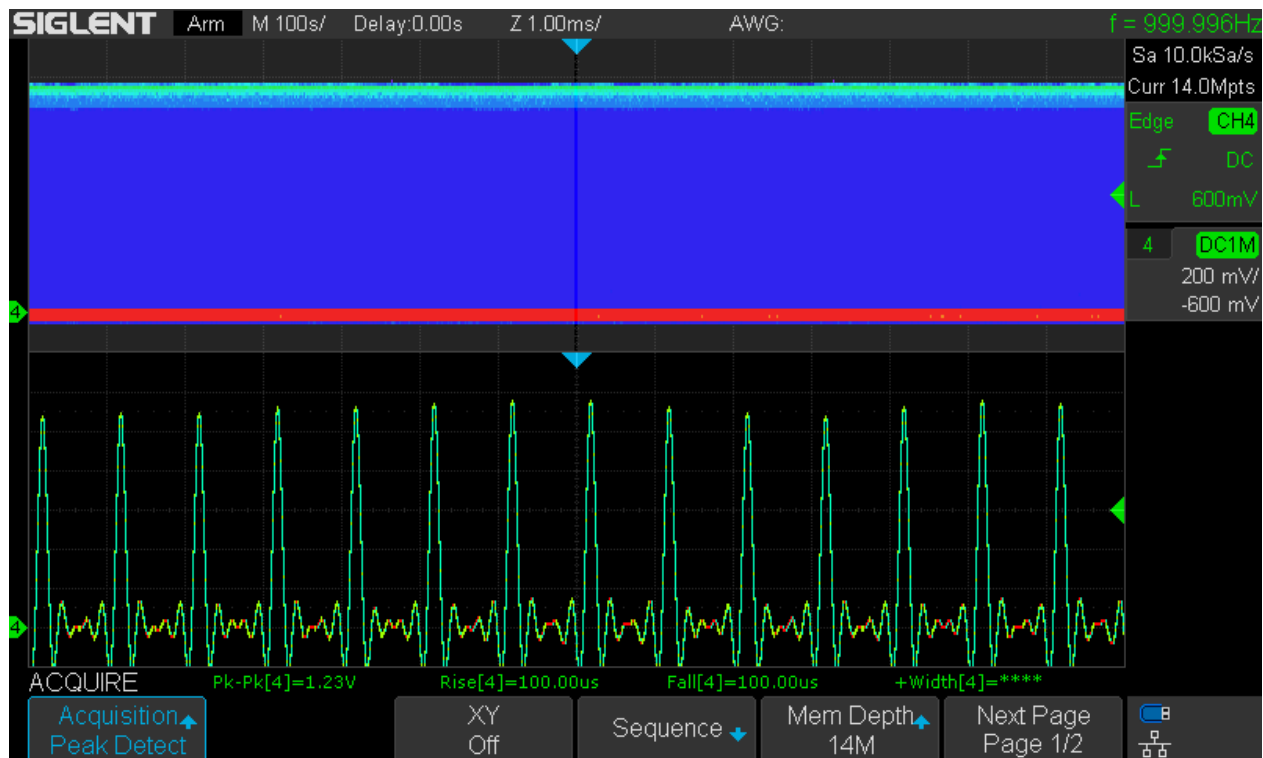 SIGLENT Arm M 100s/ Delay:0.00s Z 1.00ms/ AWG: f = 999.996Hz
Sa 10.0kSa/s
Curr 14.0Mpts
Edge CH4
DC
L 600mV
4 DC1M
200 mV/
-600 mV
4
4
ACQUIRE Pk-Pk[4]=1.23V Rise[4]=100.00us Fall[4]=100.00us +Width[4]=****
Acquisition XY Sequence Mem Depth Next Page
Peak Detect Off 14M Page 1/2